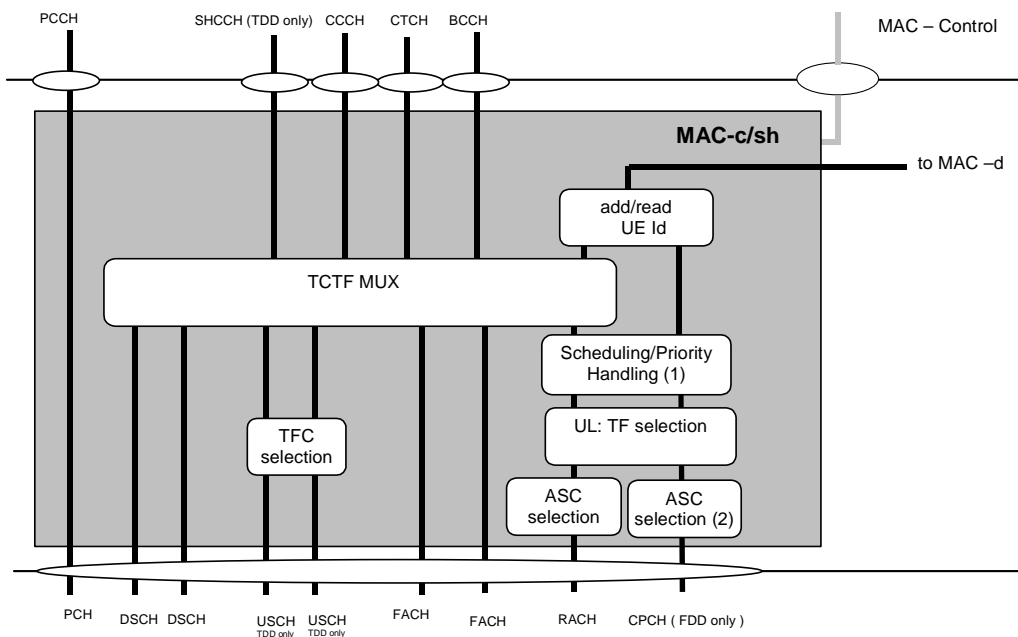 PCCH
SHCCH (TDD only)
CCCH
CTCH
BCCH
MAC – Control
MAC-c/sh
to MAC –d
add/read
UE Id
TCTF MUX
Scheduling/Priority
Handling (1)
UL: TF selection
TFC
selection
ASC
selection
ASC
selection (2)
PCH
DSCH
DSCH
USCH
TDD only
USCH
TDD only
FACH
FACH
RACH
CPCH ( FDD only )